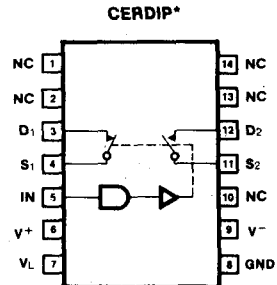 CERDIP*
NC 1 14 NC
NC 2 13 NC
D1 3 12 D2
S1 4 11 S2
IN 5 10 NC
V+ 6 9 V-
VL 7 8 GND